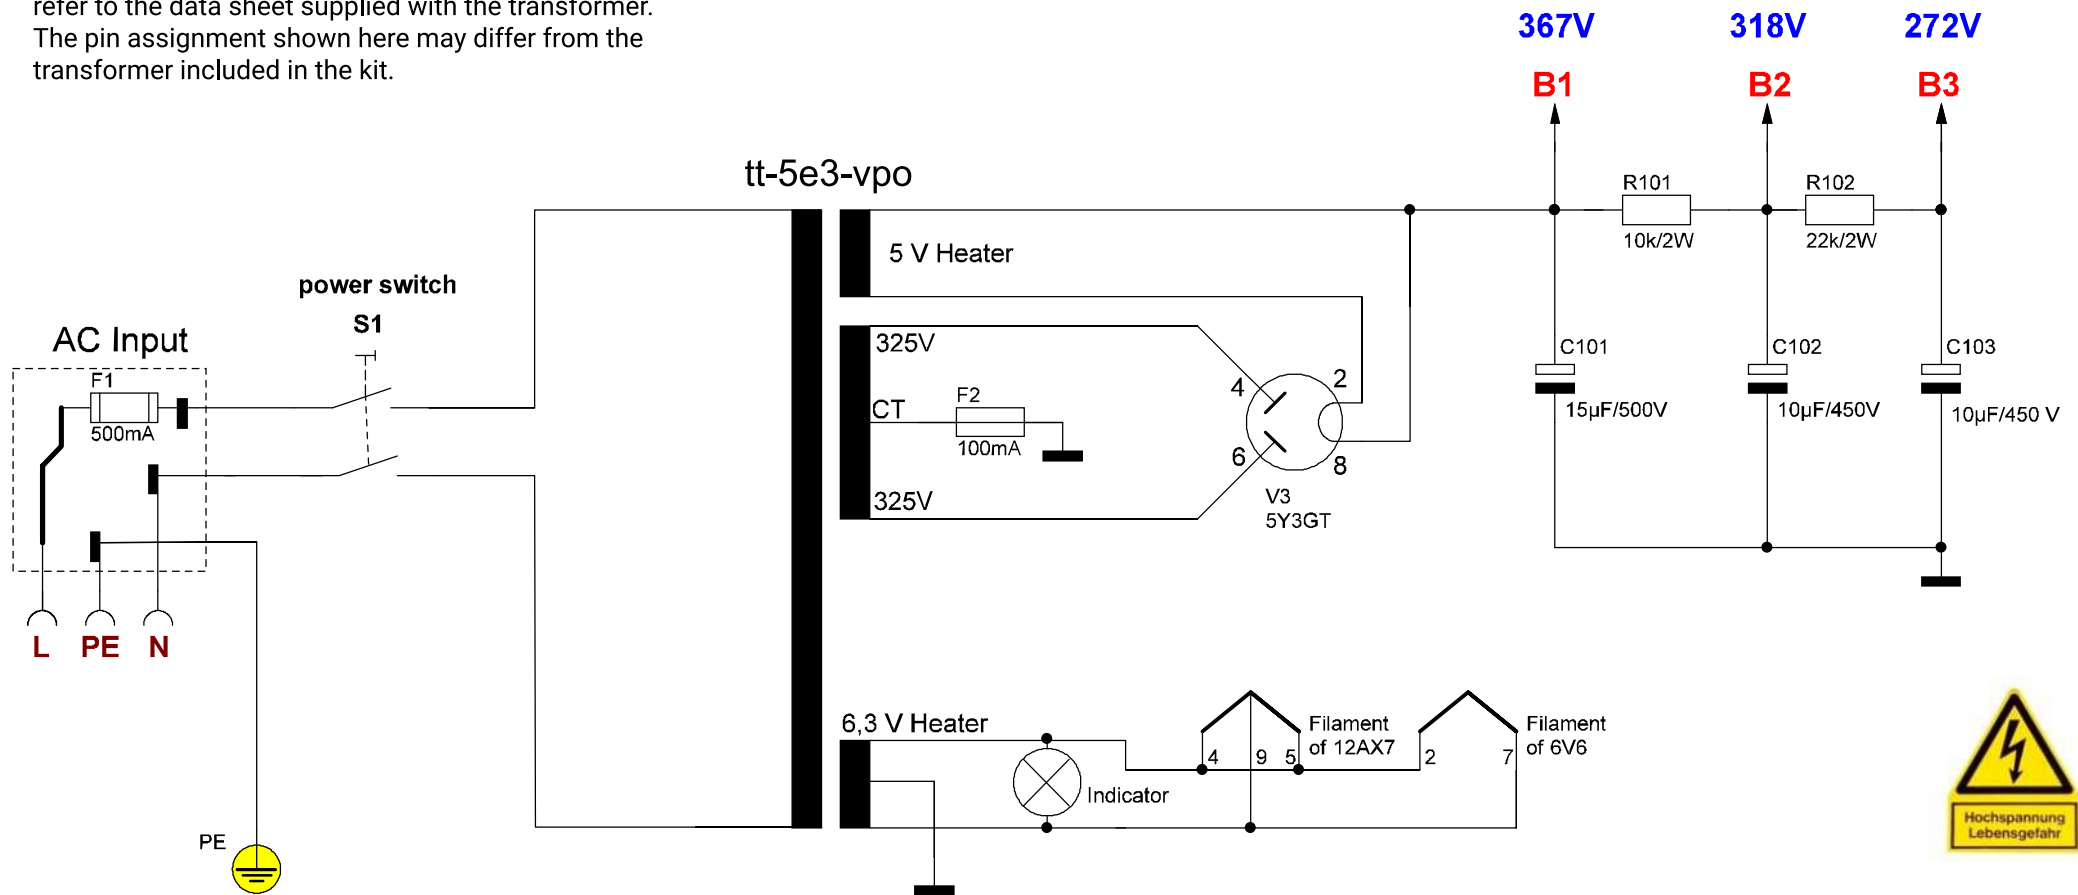 refer to the data sheet supplied with the transformer.
The pin assignment shown here may differ from the
transformer included in the kit.
367V
318V
272V
B1
B2
B3
tt-5e3-vpo
R101
R102
10k/2W
22k/2W
5 V Heater
power switch
S1
AC Input
F1
500mA
325V
CT
F2
100mA
325V
4
2
6
8
V3
5Y3GT
C101
15µF/500V
C102
10µF/450V
C103
10µF/450 V
L
PE
N
PE
6,3 V Heater
Indicator
4
9
5
Filament
of 12AX7
2
7
Filament
of 6V6
Hochspannung
Lebensgefahr